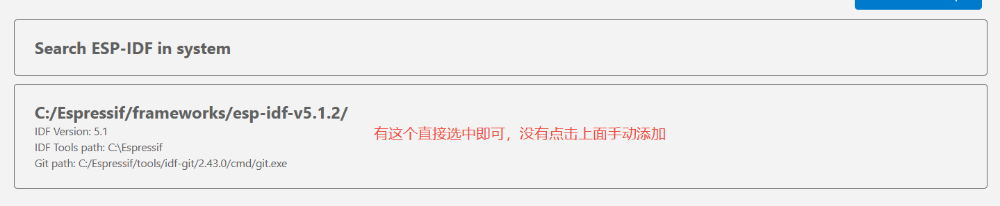 Search ESP-IDF in system
C:/Espressif/frameworks/esp-idf-v5.1.2/
IDF Version: 5.1
有这个直接选中即可，没有点击上面手动添加
IDF Tools path: C:\Espressif
Git path: C:/Espressif/tools/idf-git/2.43.0/cmd/git.exe